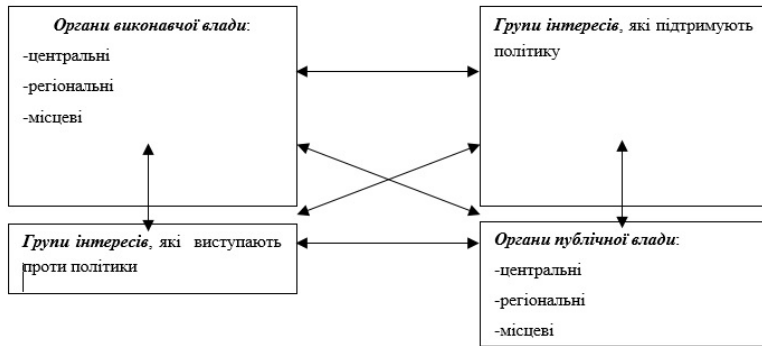 Органи виконавчої влади:
-центральні
-регіональні
-місцеві
Групи інтересів, які підтримують
політику
Групи інтересів, які виступають
проти політики
Органи публічної влади:
-центральні
-регіональні
-місцеві